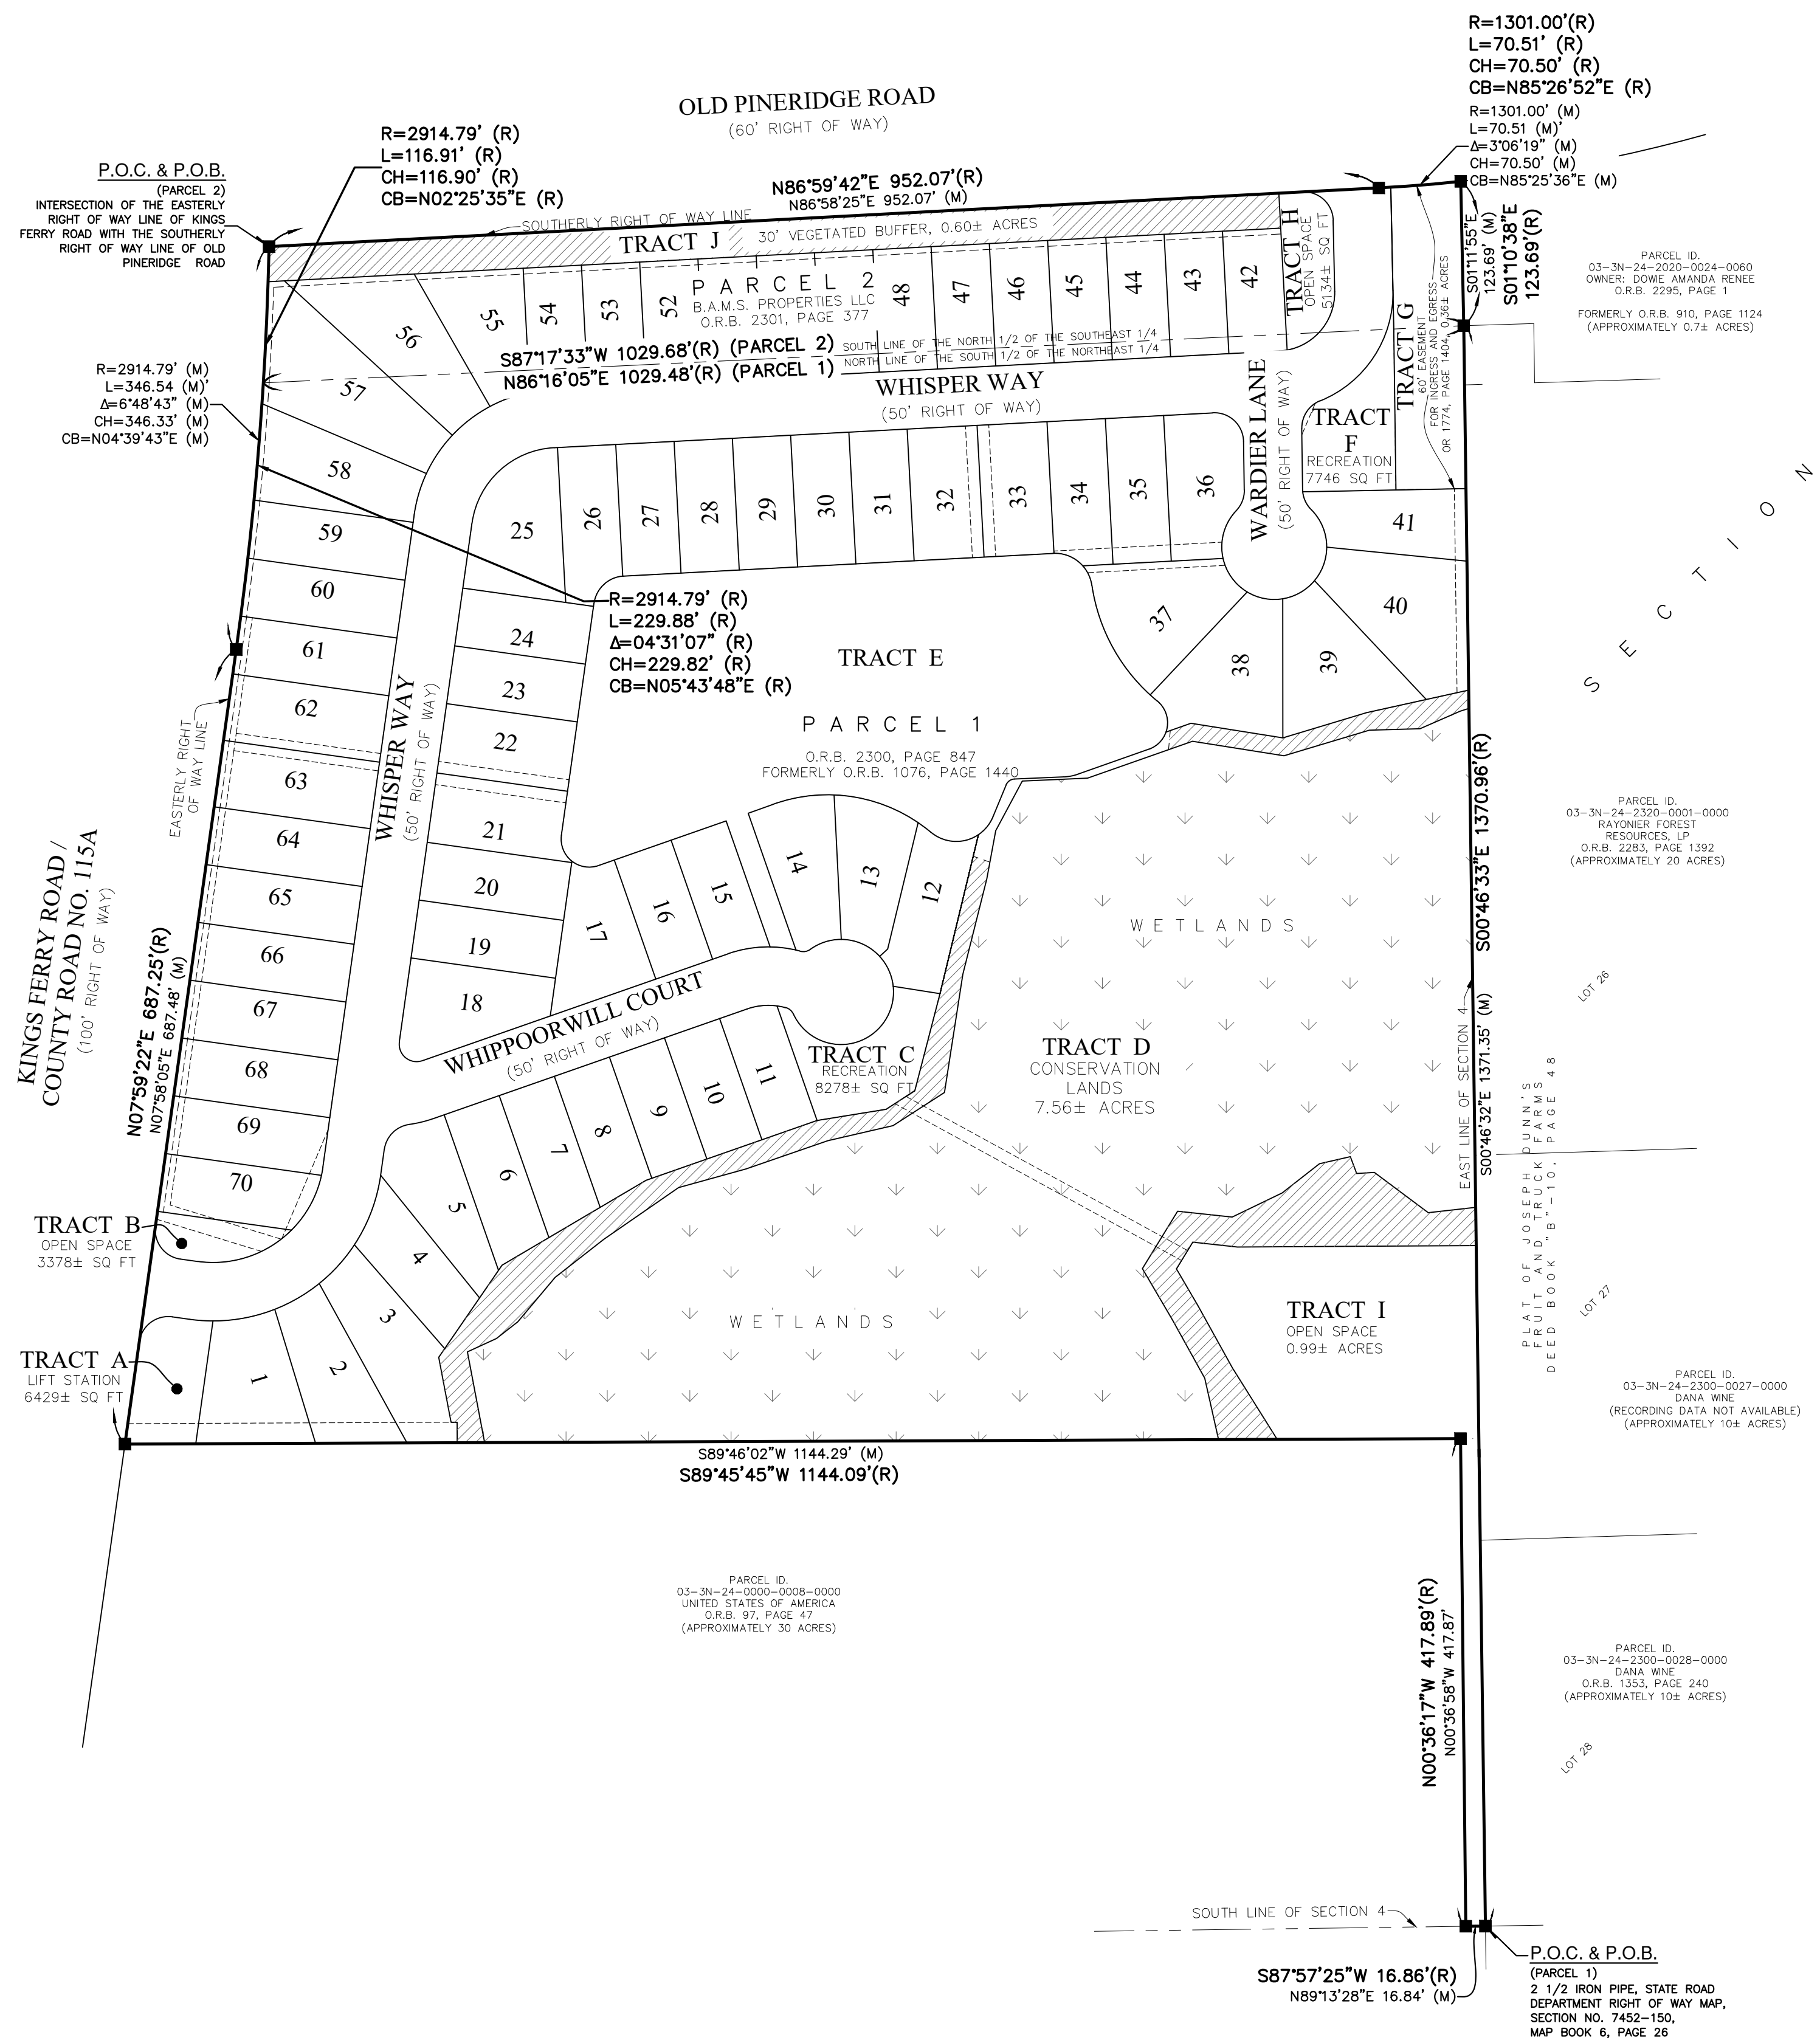 R=1301.00'(R)
L=70.51' (R)
CH=70.50' (R)
CB=N85°26'52"E (R)
R=1301.00' (M)
L=70.51 (M)'
Δ=3°06'19" (M)
CH=70.50' (M)
CB=N85°25'36"E (M)
OLD PINERIDGE ROAD
(60' RIGHT OF WAY)
R=2914.79' (R)
L=116.91' (R)
CH=116.90' (R)
CB=N02°25'35"E (R)
P.O.C. & P.O.B.
(PARCEL 2)
INTERSECTION OF THE EASTERLY
RIGHT OF WAY LINE OF KINGS
FERRY ROAD WITH THE SOUTHERLY
RIGHT OF WAY LINE OF OLD
PINERIDGE ROAD
N86°59'42"E 952.07'(R)
N86°58'25"E 952.07' (M)
SOUTHERLY RIGHT OF WAY LINE
TRACT J
30' VEGETATED BUFFER, 0.60± ACRES
TRACT H
OPEN SPACE
5134± SQ FT
TRACT G
60' EASEMENT
FOR INGRESS AND EGRESS
OR 1774, PAGE 1404, 0.36± ACRES
S01°11'55"E
123.69' (M)
S01°10'38"E
123.69'(R)
PARCEL ID.
03-3N-24-2020-0024-0060
OWNER: DOWIE AMANDA RENEE
O.R.B. 2295, PAGE 1
FORMERLY O.R.B. 910, PAGE 1124
(APPROXIMATELY 0.7± ACRES)
PARCEL 2
B.A.M.S. PROPERTIES LLC
O.R.B. 2301, PAGE 377
56
55
54
53
52
48
47
46
45
44
43
42
S87°17'33"W 1029.68'(R) (PARCEL 2)
SOUTH LINE OF THE NORTH 1/2 OF THE SOUTHEAST 1/4
N86°16'05"E 1029.48'(R) (PARCEL 1)
NORTH LINE OF THE SOUTH 1/2 OF THE NORTHEAST 1/4
R=2914.79' (M)
L=346.54 (M)'
Δ=6°48'43" (M)
CH=346.33' (M)
CB=N04°39'43"E (M)
57
WHISPER WAY
(50' RIGHT OF WAY)
WARDIER LANE
(50' RIGHT OF WAY)
TRACT
F
RECREATION
7746 SQ FT
SECTION
58
59
60
61
62
63
64
65
66
67
68
69
70
25
26
27
28
29
30
31
32
33
34
35
36
41
40
37
38
39
R=2914.79' (R)
L=229.88' (R)
Δ=04°31'07" (R)
CH=229.82' (R)
CB=N05°43'48"E (R)
24
23
22
21
20
19
18
TRACT E
PARCEL 1
O.R.B. 2300, PAGE 847
FORMERLY O.R.B. 1076, PAGE 1440
WHISPER WAY
(50' RIGHT OF WAY)
EASTERLY RIGHT
OF WAY LINE
KINGS FERRY ROAD /
COUNTY ROAD NO. 115A
(100' RIGHT OF WAY)
N07°59'22"E 687.25'(R)
N07°58'05"E 687.48' (M)
17
16
15
14
13
12
WETLANDS
S00°46'33"E 1370.96'(R)
S00°46'32"E 1371.35' (M)
EAST LINE OF SECTION 4
PARCEL ID.
03-3N-24-2320-0001-0000
RAYONIER FOREST
RESOURCES, LP
O.R.B. 2283, PAGE 1392
(APPROXIMATELY 20 ACRES)
LOT 26
WHIPPOORWILL COURT
(50' RIGHT OF WAY)
TRACT C
RECREATION
8278± SQ FT
TRACT D
CONSERVATION
LANDS
7.56± ACRES
11
10
9
8
7
6
5
4
3
2
1
PLAT OF JOSEPH DUNN'S
FRUIT AND TRUCK FARMS
DEED BOOK "B"-10, PAGE 48
TRACT B
OPEN SPACE
3378± SQ FT
LOT 27
TRACT I
OPEN SPACE
0.99± ACRES
WETLANDS
TRACT A
LIFT STATION
6429± SQ FT
PARCEL ID.
03-3N-24-2300-0027-0000
DANA WINE
(RECORDING DATA NOT AVAILABLE)
(APPROXIMATELY 10± ACRES)
S89°46'02"W 1144.29' (M)
S89°45'45"W 1144.09'(R)
PARCEL ID.
03-3N-24-0000-0008-0000
UNITED STATES OF AMERICA
O.R.B. 97, PAGE 47
(APPROXIMATELY 30 ACRES)
N00°36'17"W 417.89'(R)
N00°36'58"W 417.87'
PARCEL ID.
03-3N-24-2300-0028-0000
DANA WINE
O.R.B. 1353, PAGE 240
(APPROXIMATELY 10± ACRES)
LOT 28
SOUTH LINE OF SECTION 4
S87°57'25"W 16.86'(R)
N89°13'28"E 16.84' (M)
P.O.C. & P.O.B.
(PARCEL 1)
2 1/2 IRON PIPE, STATE ROAD
DEPARTMENT RIGHT OF WAY MAP,
SECTION NO. 7452-150,
MAP BOOK 6, PAGE 26